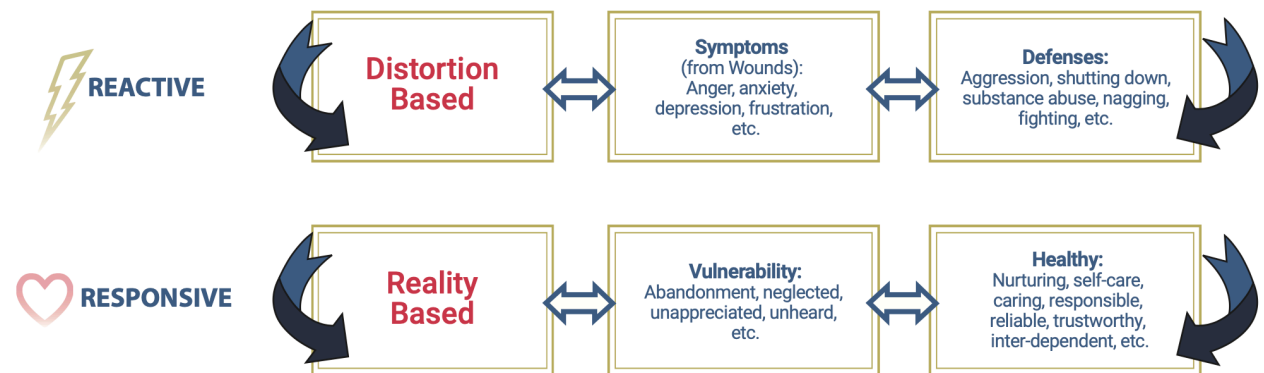 REACTIVE
Distortion
Based
Symptoms
(from Wounds):
Anger, anxiety,
depression, frustration,
etc.
Defenses:
Aggression, shutting down,
substance abuse, nagging,
fighting, etc.
RESPONSIVE
Reality
Based
Vulnerability:
Abandonment, neglected,
unappreciated, unheard,
etc.
Healthy:
Nurturing, self-care,
caring, responsible,
reliable, trustworthy,
inter-dependent, etc.